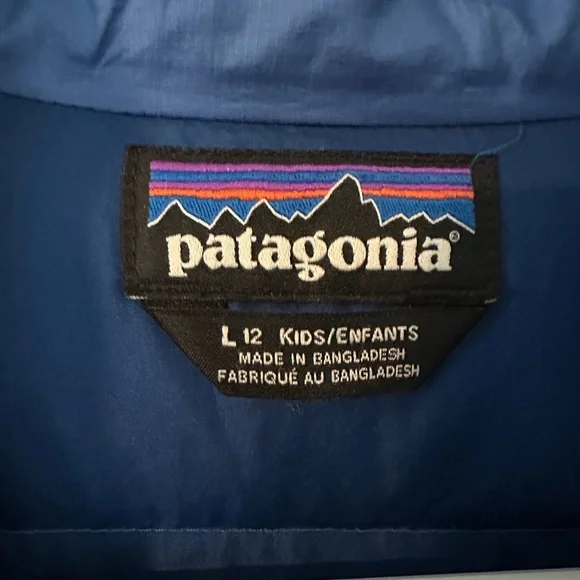 patagonia®
L 12 KIDS/ENFANTS
MADE IN BANGLADESH
FABRIQUÉ AU BANGLADESH